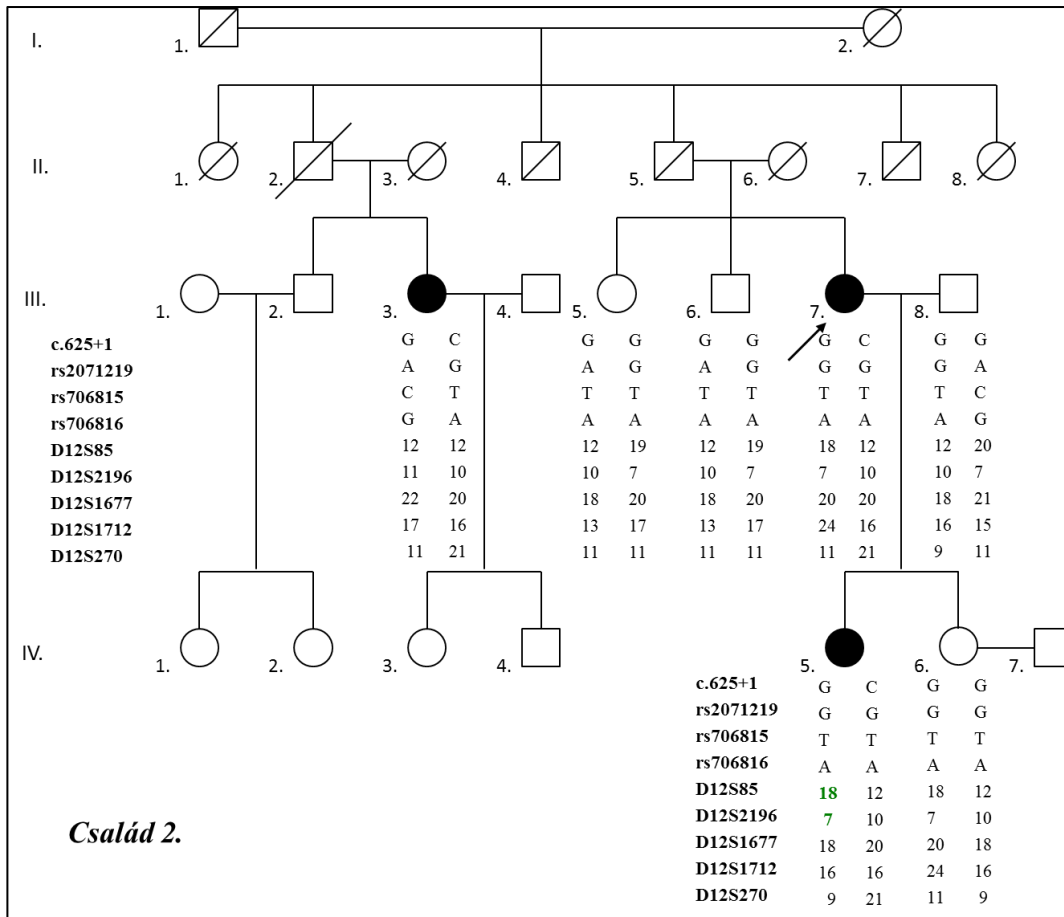 I.
1. 2.
II.
1. 2. 3. 4. 5. 6. 7. 8.
III.
1. 2. 3. 4. 5. 6. 7. 8.
c.625+1 G C G G G G G C G G
rs2071219 A G A G A G G G G A
rs706815 C T T T T T T T T C
rs706816 G A A A A A A A A G
D12S85 12 12 12 19 12 19 18 12 12 20
D12S2196 11 10 10 7 10 7 7 10 10 7
D12S1677 22 20 18 20 18 20 20 20 18 21
D12S1712 17 16 13 17 13 17 24 16 16 15
D12S270 11 21 11 11 11 11 11 21 9 11
IV.
1. 2. 3. 4. 5. 6. 7.
c.625+1 G C G G
rs2071219 G G G G
rs706815 T T T T
rs706816 A A A A
D12S85 18 12 18 12
D12S2196 7 10 7 10
D12S1677 18 20 20 18
D12S1712 16 16 24 16
D12S270 9 21 11 9
Család 2.